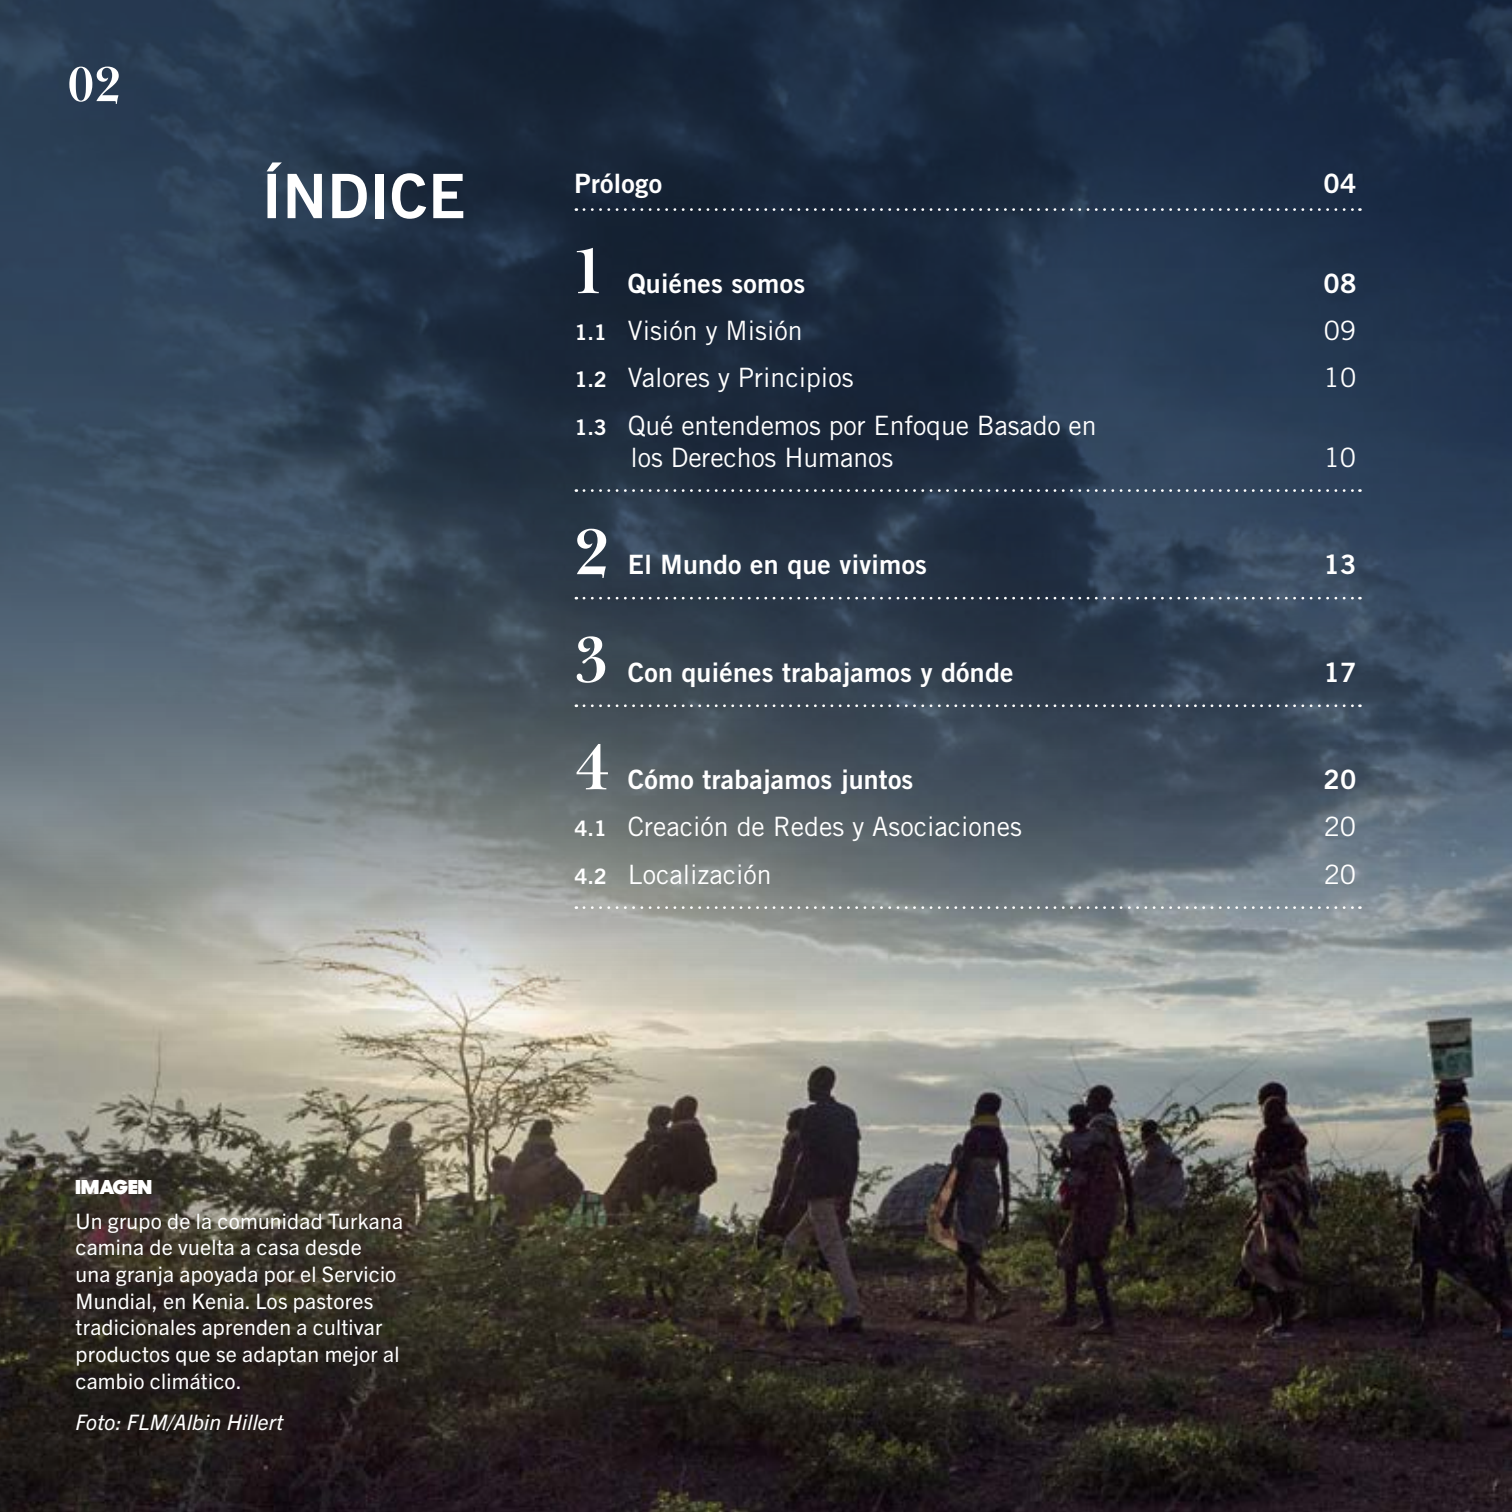 02
ÍNDICE
Prólogo 04
1 Quiénes somos 08
1.1 Visión y Misión 09
1.2 Valores y Principios 10
1.3 Qué entendemos por Enfoque Basado en
los Derechos Humanos 10
2 El Mundo en que vivimos 13
3 Con quiénes trabajamos y dónde 17
4 Cómo trabajamos juntos 20
4.1 Creación de Redes y Asociaciones 20
4.2 Localización 20
IMAGEN
Un grupo de la comunidad Turkana
camina de vuelta a casa desde
una granja apoyada por el Servicio
Mundial, en Kenia. Los pastores
tradicionales aprenden a cultivar
productos que se adaptan mejor al
cambio climático.
Foto: FLM/Albin Hillert